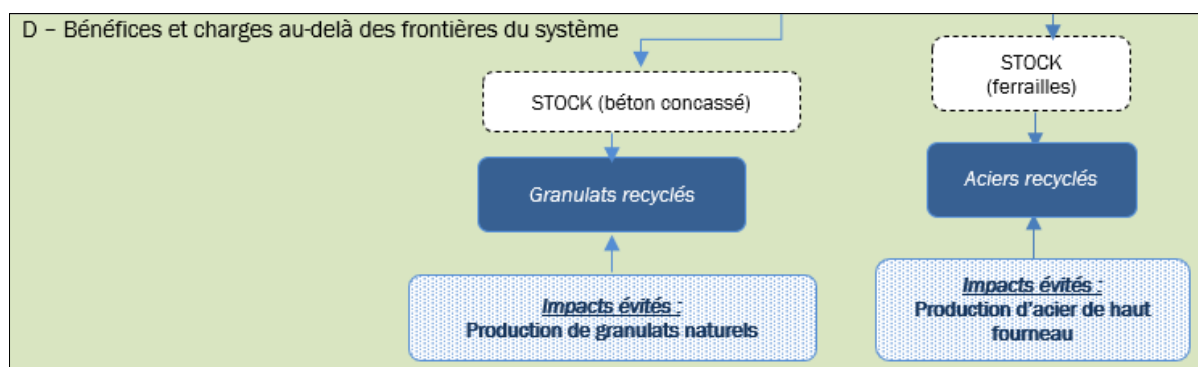 D – Bénéfices et charges au-delà des frontières du système
STOCK (béton concassé)
STOCK
(ferrailles)
Granulats recyclés
Aciers recyclés
Impacts évités :
Production de granulats naturels
Impacts évités :
Production d'acier de haut
fourneau